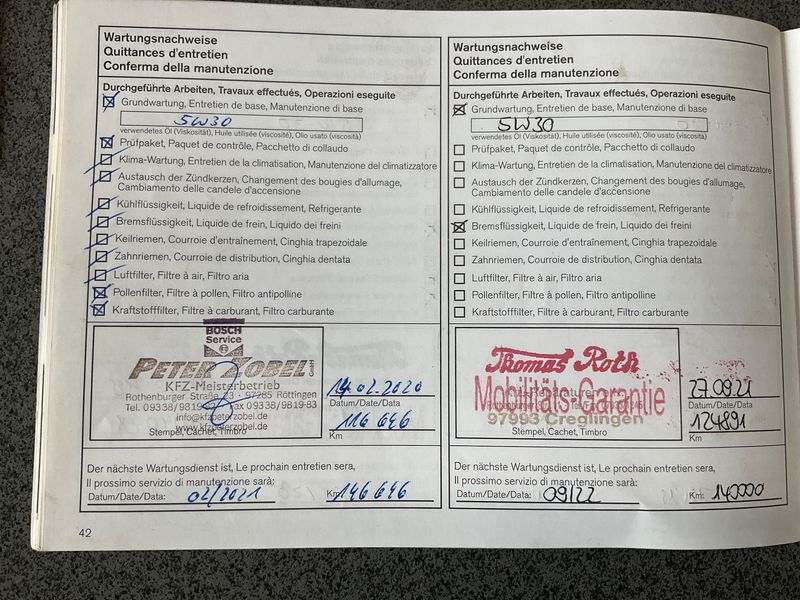 Wartungsnachweise
Quittances d'entretien
Conferma della manutenzione
Durchgeführte Arbeiten, Travaux effectués, Operazioni eseguite
Grundwartung, Entretien de base, Manutenzione di base
5W30
verwendetes Öl (Viskosität), Huile utilisée (viscosité), Olio usato (viscosità)
Prüfpaket, Paquet de contrôle, Pacchetto di collaudo
Klima-Wartung, Entretien de la climatisation, Manutenzione del climatizzatore
Austausch der Zündkerzen, Changement des bougies d'allumage,
Cambiamento delle candele d'accensione
Kühlflüssigkeit, Liquide de refroidissement, Refrigerante
Bremsflüssigkeit, Liquide de frein, Liquido dei freini
Keilriemen, Courroie d'entraînement, Cinghia trapezoidale
Zahnriemen, Courroie de distribution, Cinghia dentata
Luftfilter, Filtre à air, Filtro aria
Pollenfilter, Filtre à pollen, Filtro antipolline
Kraftstofffilter, Filtre à carburant, Filtro carburante
BOSCH
Service
PETER ZOBEL GmbH
KFZ-Meisterbetrieb
Rothenburger Straße 23 - 97285 Röttingen
Tel. 09338/9819 Fax 09338/9819-83
info@kfzpeterzobel.de
www.kfzpeterzobel.de
Stempel, Cachet, Timbro
14.02.2020
Datum/Date/Data
116 646
Km
Der nächste Wartungsdienst ist, Le prochain entretien sera,
Il prossimo servizio di manutenzione sarà:
Datum/Date/Data: 02/2021 Km: 146 646
42
Wartungsnachweise
Quittances d'entretien
Conferma della manutenzione
Durchgeführte Arbeiten, Travaux effectués, Operazioni eseguite
Grundwartung, Entretien de base, Manutenzione di base
5W30
verwendetes Öl (Viskosität), Huile utilisée (viscosité), Olio usato (viscosità)
Prüfpaket, Paquet de contrôle, Pacchetto di collaudo
Klima-Wartung, Entretien de la climatisation, Manutenzione del climatizzatore
Austausch der Zündkerzen, Changement des bougies d'allumage,
Cambiamento delle candele d'accensione
Kühlflüssigkeit, Liquide de refroidissement, Refrigerante
Bremsflüssigkeit, Liquide de frein, Liquido dei freini
Keilriemen, Courroie d'entraînement, Cinghia trapezoidale
Zahnriemen, Courroie de distribution, Cinghia dentata
Luftfilter, Filtre à air, Filtro aria
Pollenfilter, Filtre à pollen, Filtro antipolline
Kraftstofffilter, Filtre à carburant, Filtro carburante
Thomas Roth
Mobilitäts-Garantie
97993 Creglingen
Stempel, Cachet, Timbro
27.09.21
Datum/Date/Data
124891
Km
Der nächste Wartungsdienst ist, Le prochain entretien sera,
Il prossimo servizio di manutenzione sarà:
Datum/Date/Data: 09/22 Km: 140000